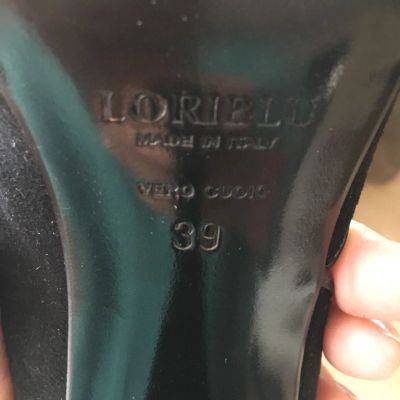 LORIBLU
MADE IN ITALY
VERO CUOIO
39